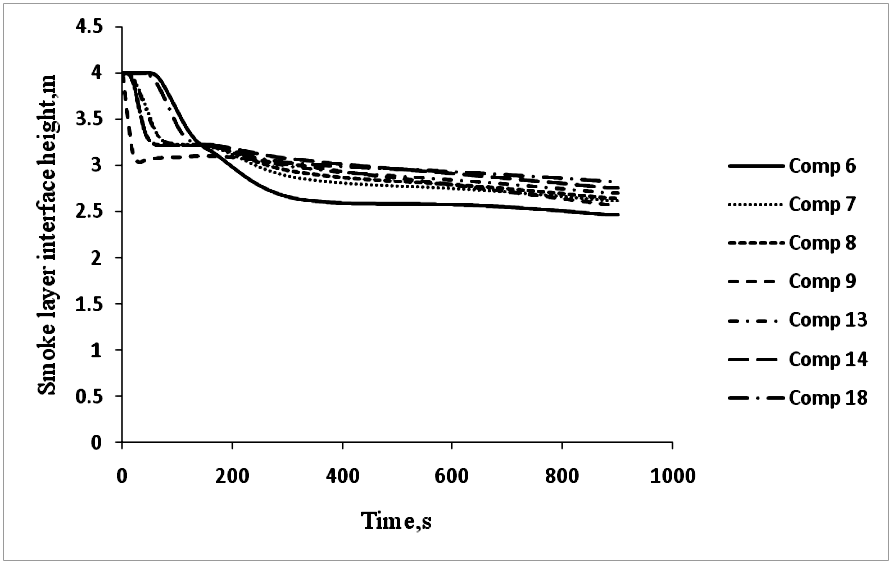 4.5
4
3.5
3
2.5
2
1.5
1
0.5
0
Smoke layer interface height,m
0 200 400 600 800 1000
Time,s
Comp 6
Comp 7
Comp 8
Comp 9
Comp 13
Comp 14
Comp 18